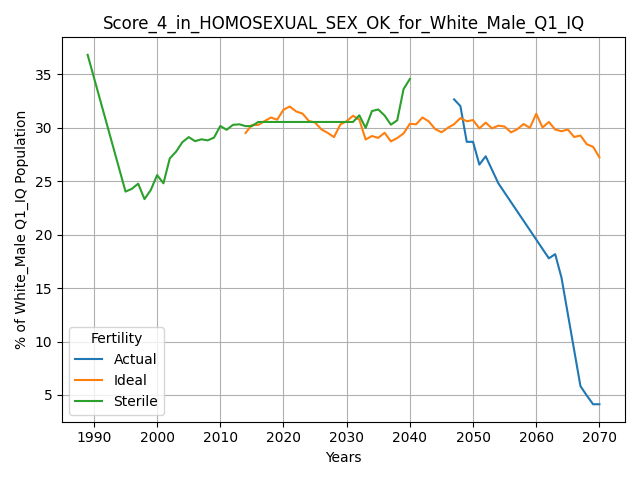 Score_4_in_HOMOSEXUAL_SEX_OK_for_White_Male_Q1_IQ
% of White_Male Q1_IQ Population
35
30
25
20
15
10
5
Fertility
Actual
Ideal
Sterile
1990 2000 2010 2020 2030 2040 2050 2060 2070
Years